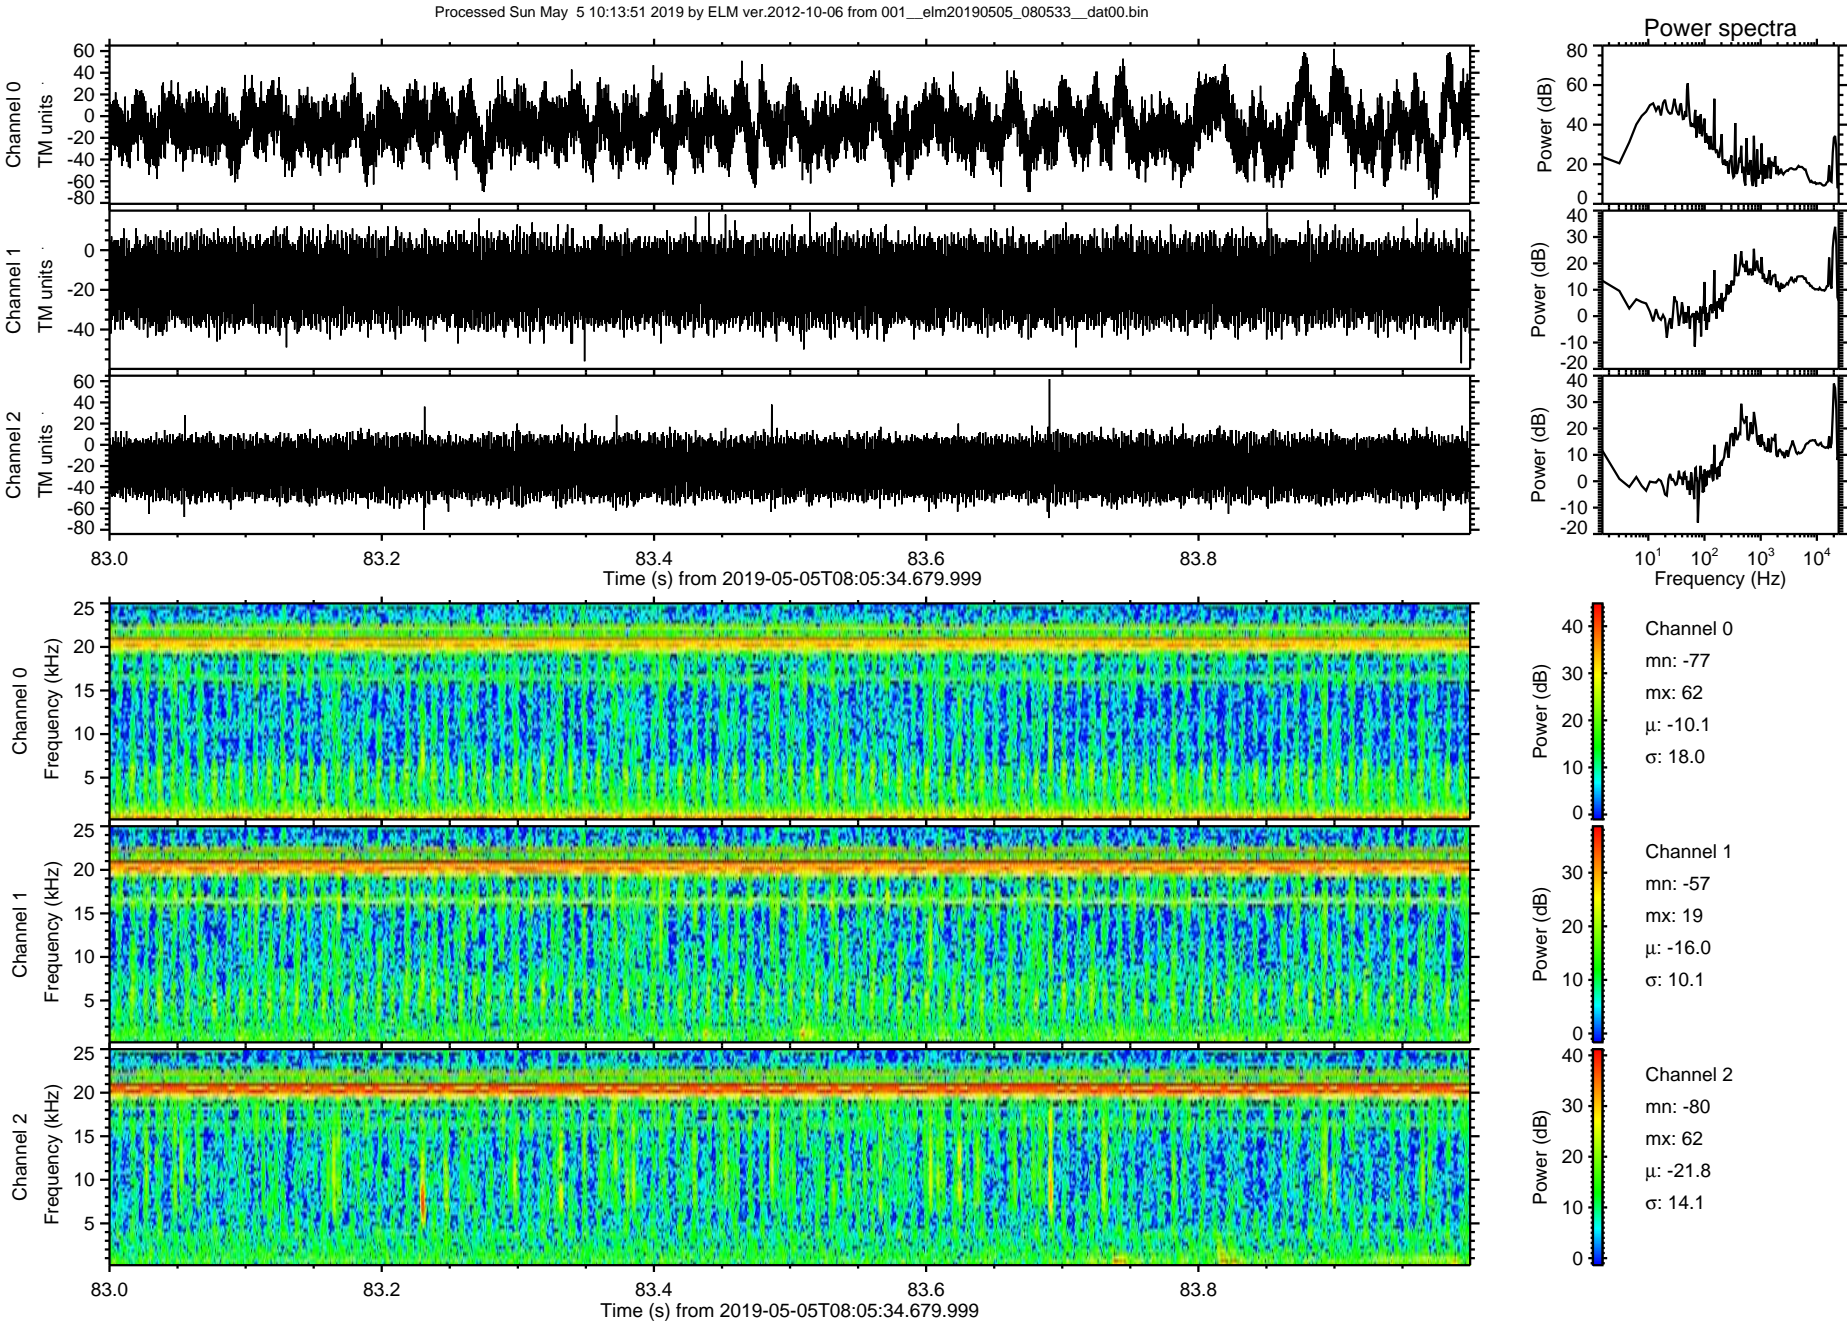 Processed Sun May  5 10:13:51 2019 by ELM ver.2012-10-06 from 001__elm20190505_080533__dat00.bin
Power spectra
Channel 0
TM units
60
40
20
0
-20
-40
-60
-80
Power (dB)
80
60
40
20
0
Channel 1
TM units
0
-20
-40
Power (dB)
40
30
20
10
0
-10
-20
Channel 2
TM units
60
40
20
0
-20
-40
-60
-80
Power (dB)
40
30
20
10
0
-10
-20
83.0 83.2 83.4 83.6 83.8
Time (s) from 2019-05-05T08:05:34.679.999
10^1 10^2 10^3 10^4
Frequency (Hz)
Channel 0
Frequency (kHz)
25
20
15
10
5
Power (dB)
40
30
20
10
0
Channel 0
mn: -77
mx: 62
μ: -10.1
σ: 18.0
Channel 1
Frequency (kHz)
25
20
15
10
5
Power (dB)
30
20
10
0
Channel 1
mn: -57
mx: 19
μ: -16.0
σ: 10.1
Channel 2
Frequency (kHz)
25
20
15
10
5
Power (dB)
40
30
20
10
0
Channel 2
mn: -80
mx: 62
μ: -21.8
σ: 14.1
83.0 83.2 83.4 83.6 83.8
Time (s) from 2019-05-05T08:05:34.679.999